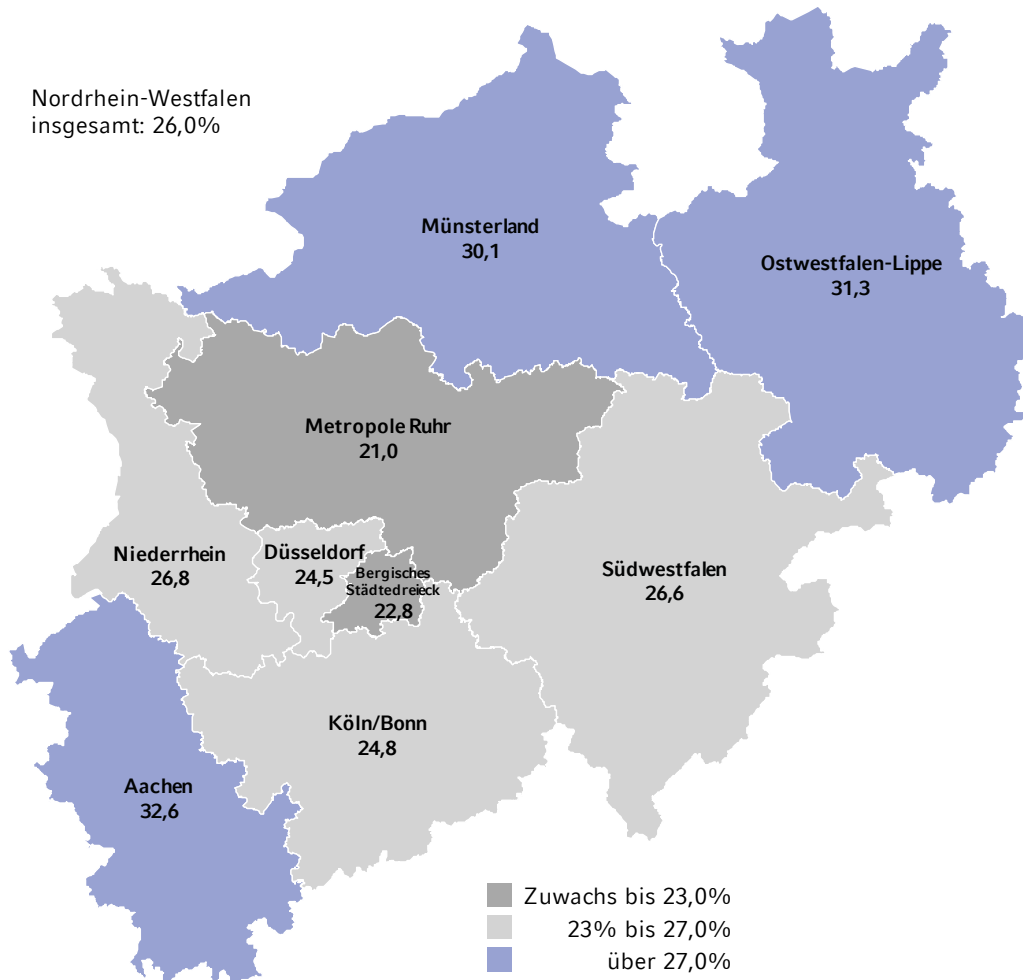 Nordrhein-Westfalen
insgesamt: 26,0%
Münsterland
30,1
Ostwestfalen-Lippe
31,3
Metropole Ruhr
21,0
Niederrhein
26,8
Düsseldorf
24,5
Bergisches
Städtedreieck
22,8
Südwestfalen
26,6
Köln/Bonn
24,8
Aachen
32,6
Zuwachs bis 23,0%
23% bis 27,0%
über 27,0%